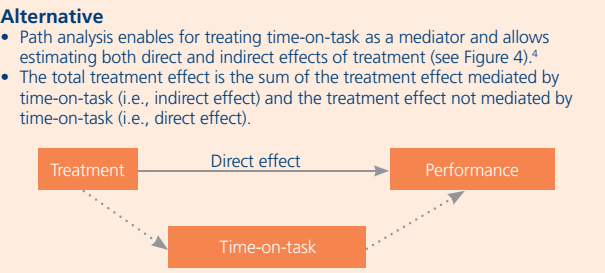 Alternative
• Path analysis enables for treating time-on-task as a mediator and allows
estimating both direct and indirect effects of treatment (see Figure 4).⁴
• The total treatment effect is the sum of the treatment effect mediated by
time-on-task (i.e., indirect effect) and the treatment effect not mediated by
time-on-task (i.e., direct effect).
Treatment
Direct effect
Performance
Time-on-task